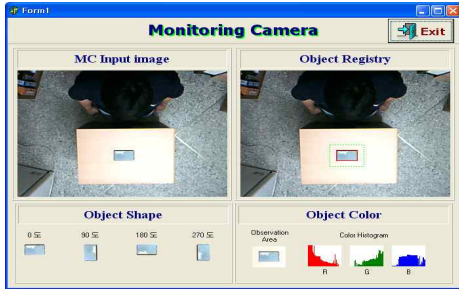 Form1
Monitoring Camera
Exit
MC Input image
Object Registry
Object Shape
0 도
90 도
180 도
270 도
Object Color
Observation
Area
Color Histogram
R
G
B